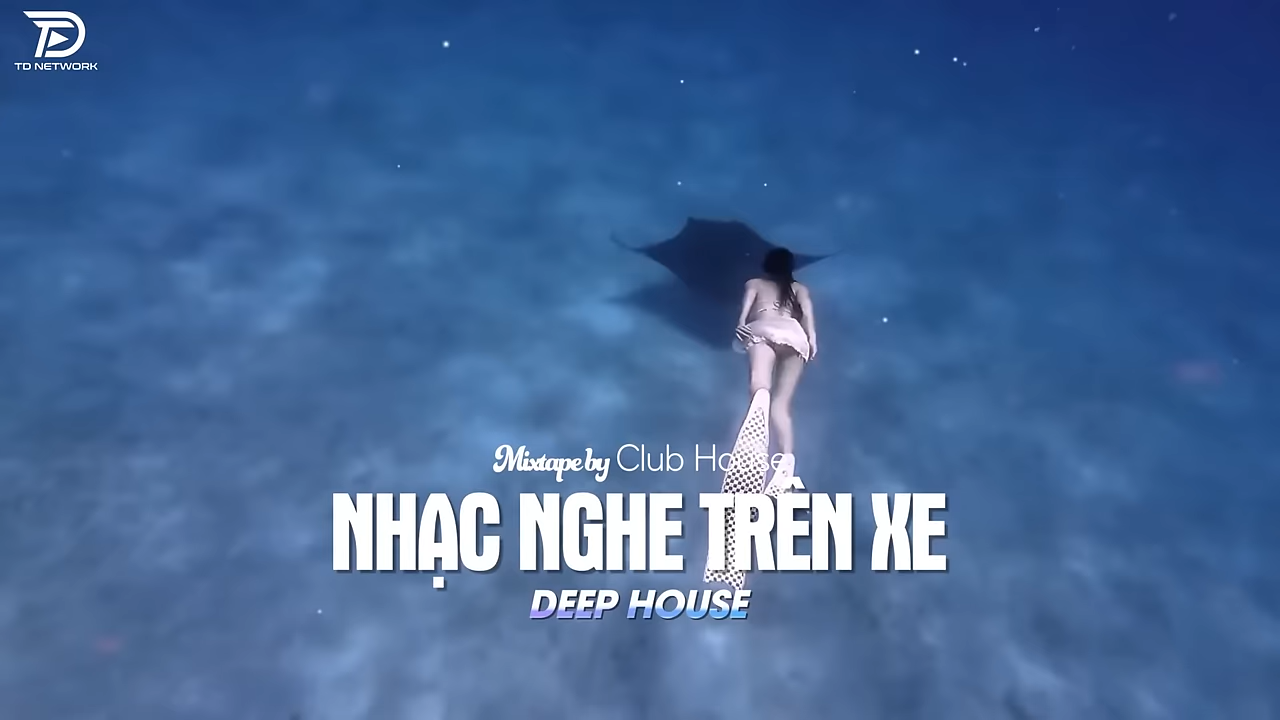 TD NETWORK
Mixtape by Club House
NHẠC NGHE TRÊN XE
DEEP HOUSE